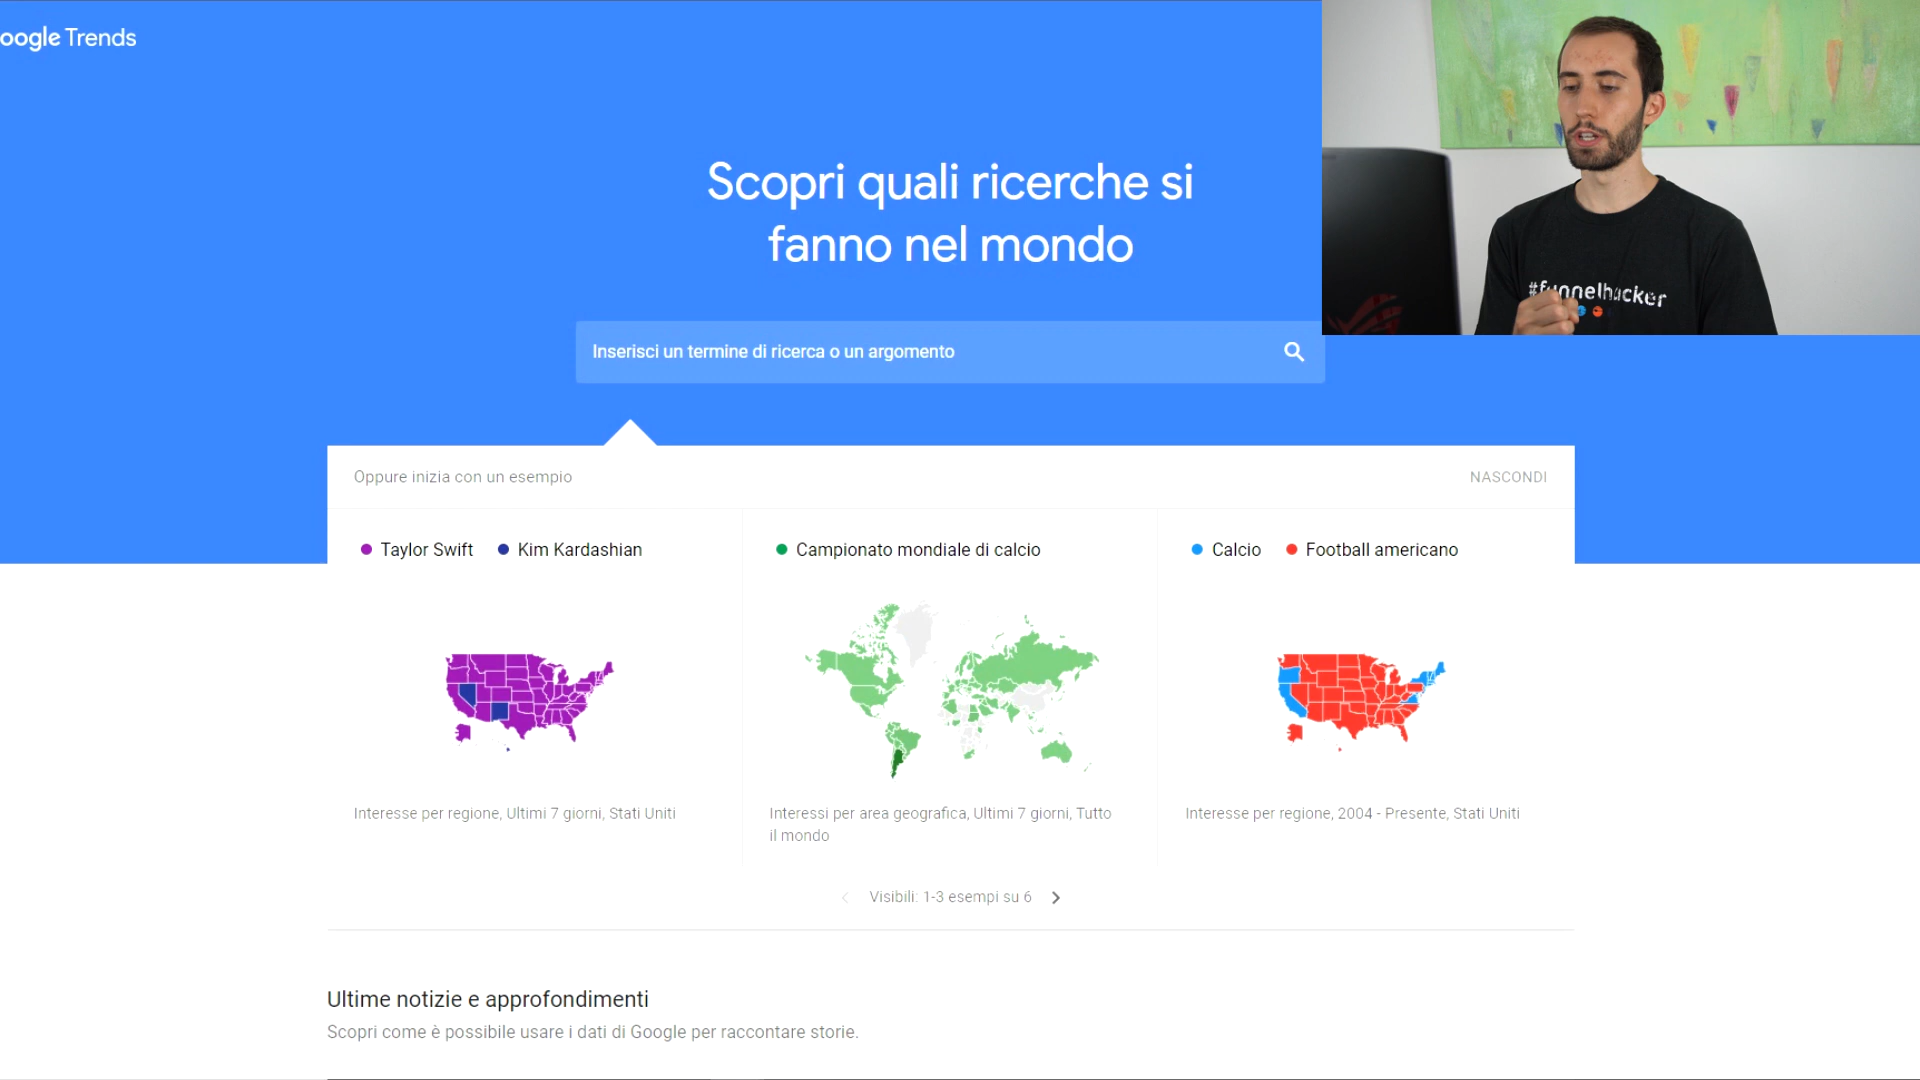 oogle Trends
Scopri quali ricerche si
fanno nel mondo
#funnelhacker
Inserisci un termine di ricerca o un argomento
Oppure inizia con un esempio
NASCONDI
Taylor Swift
Kim Kardashian
Campionato mondiale di calcio
Calcio
Football americano
Interesse per regione, Ultimi 7 giorni, Stati Uniti
Interessi per area geografica, Ultimi 7 giorni, Tutto
il mondo
Interesse per regione, 2004 - Presente, Stati Uniti
Visibili: 1-3 esempi su 6
Ultime notizie e approfondimenti
Scopri come è possibile usare i dati di Google per raccontare storie.